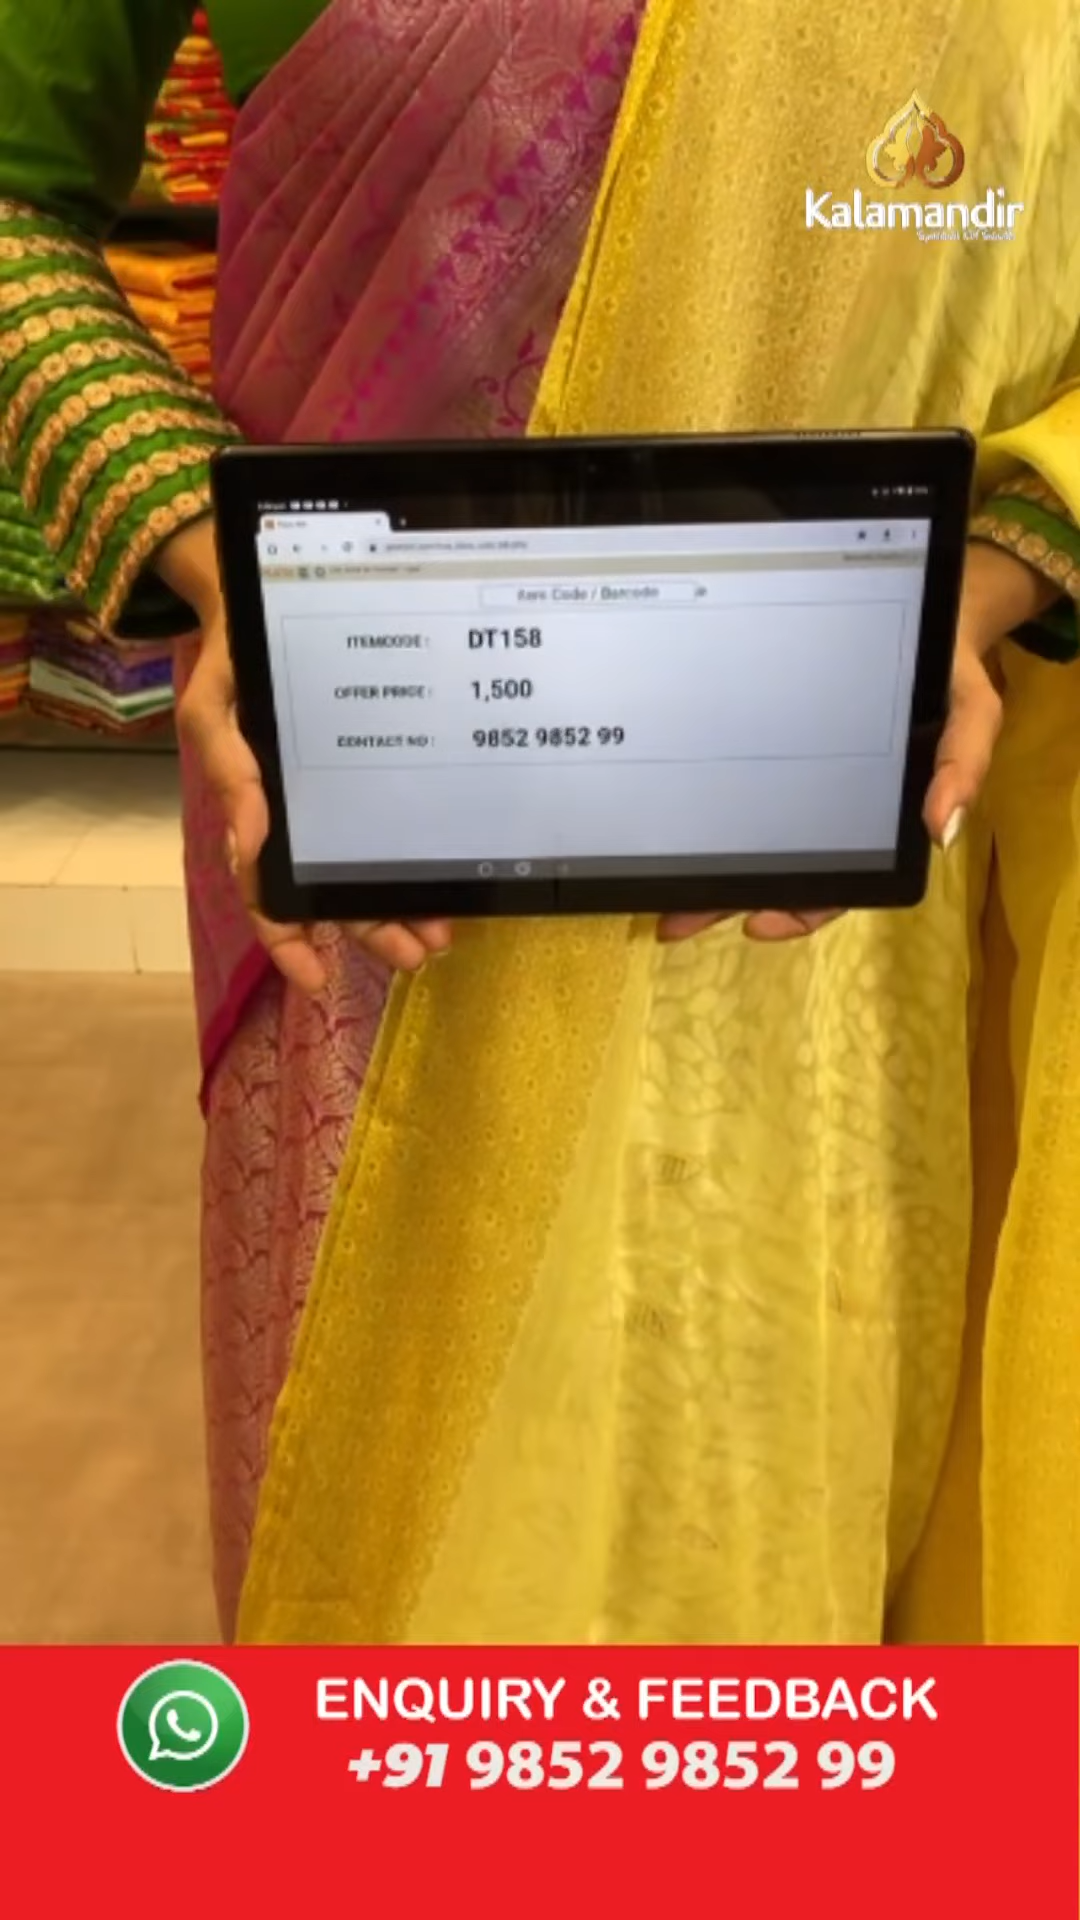 Kalamandir
Item Code / Barcode
ITEMCODE : DT158
OFFER PRICE : 1,500
CONTACT NO : 9852 9852 99
ENQUIRY & FEEDBACK
+91 9852 9852 99